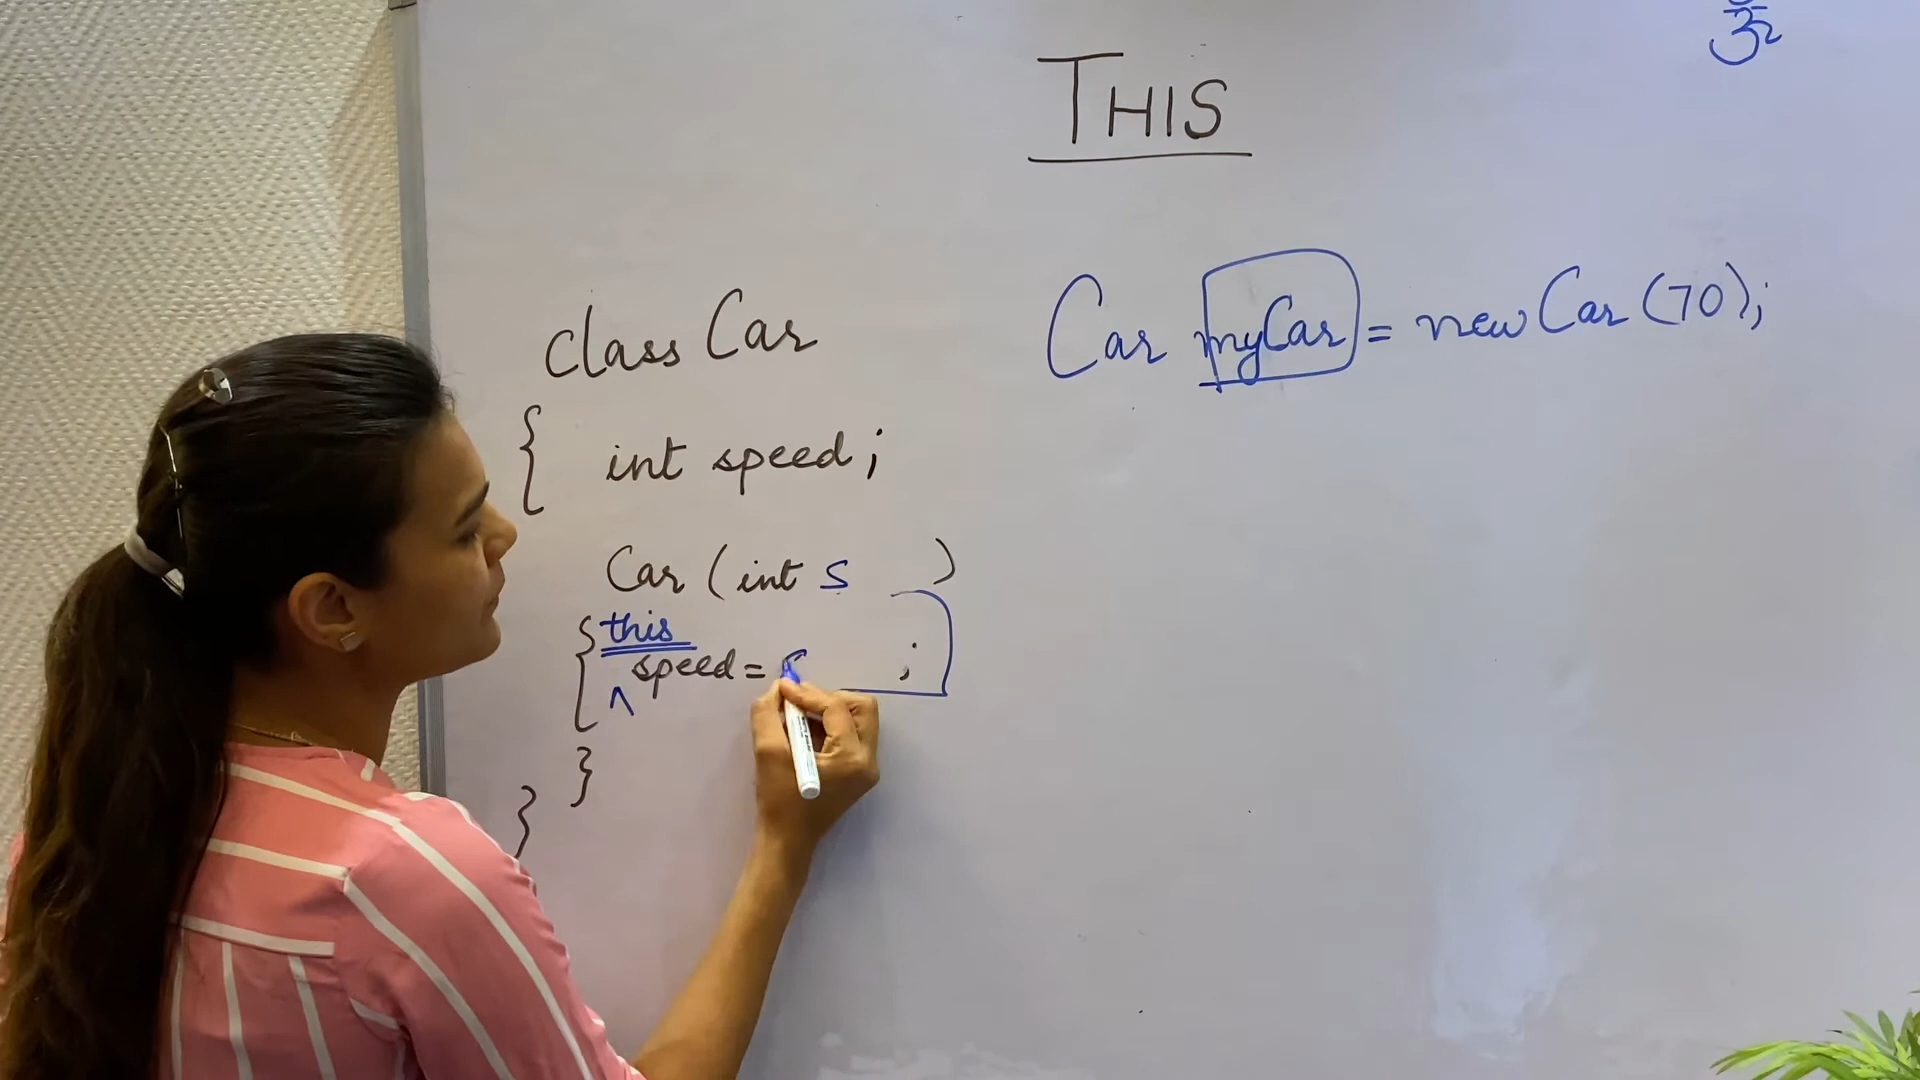 ॐ
THIS
class Car
Car myCar = new Car (70);
{ int speed;
Car (int s )
{ this
^ speed = s ;
}
}